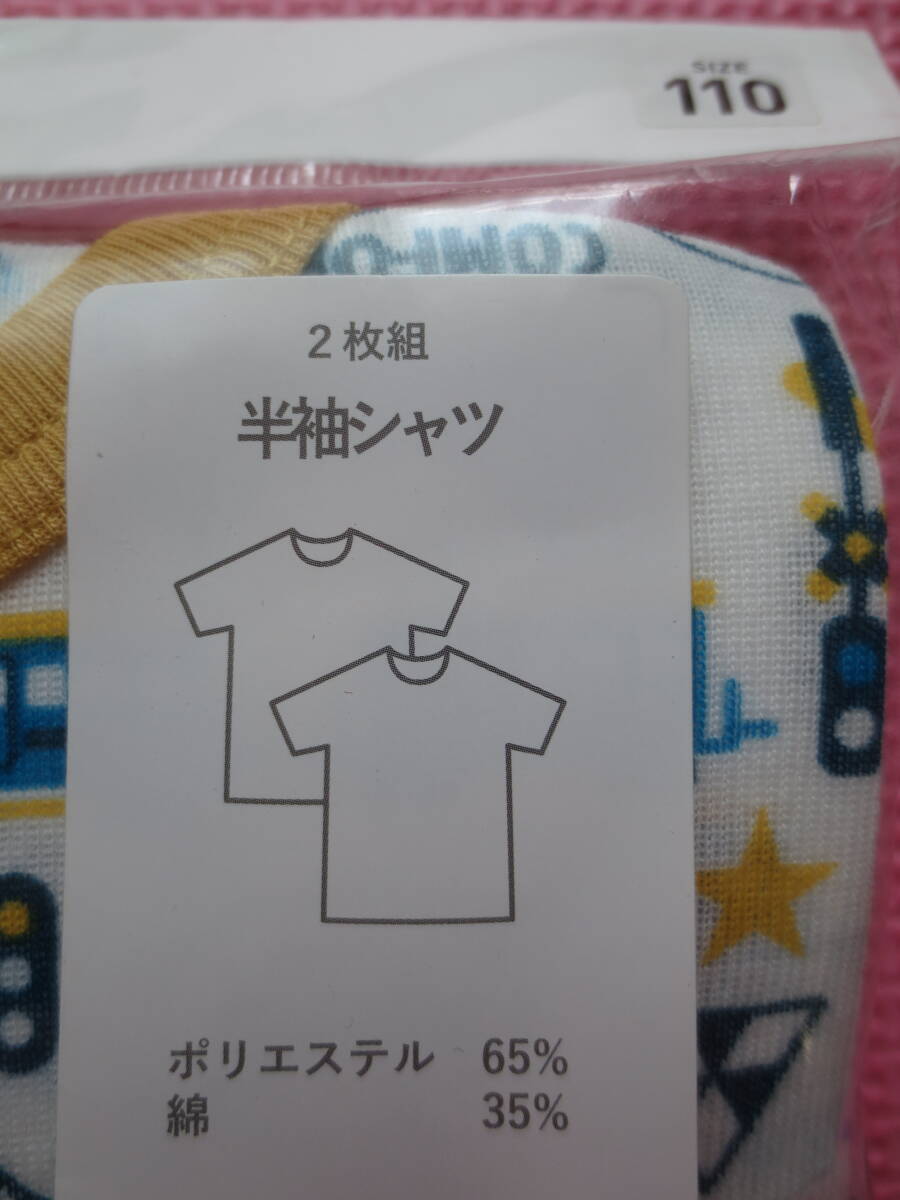 SIZE
110
2枚組
半袖シャツ
ポリエステル 65%
綿 35%